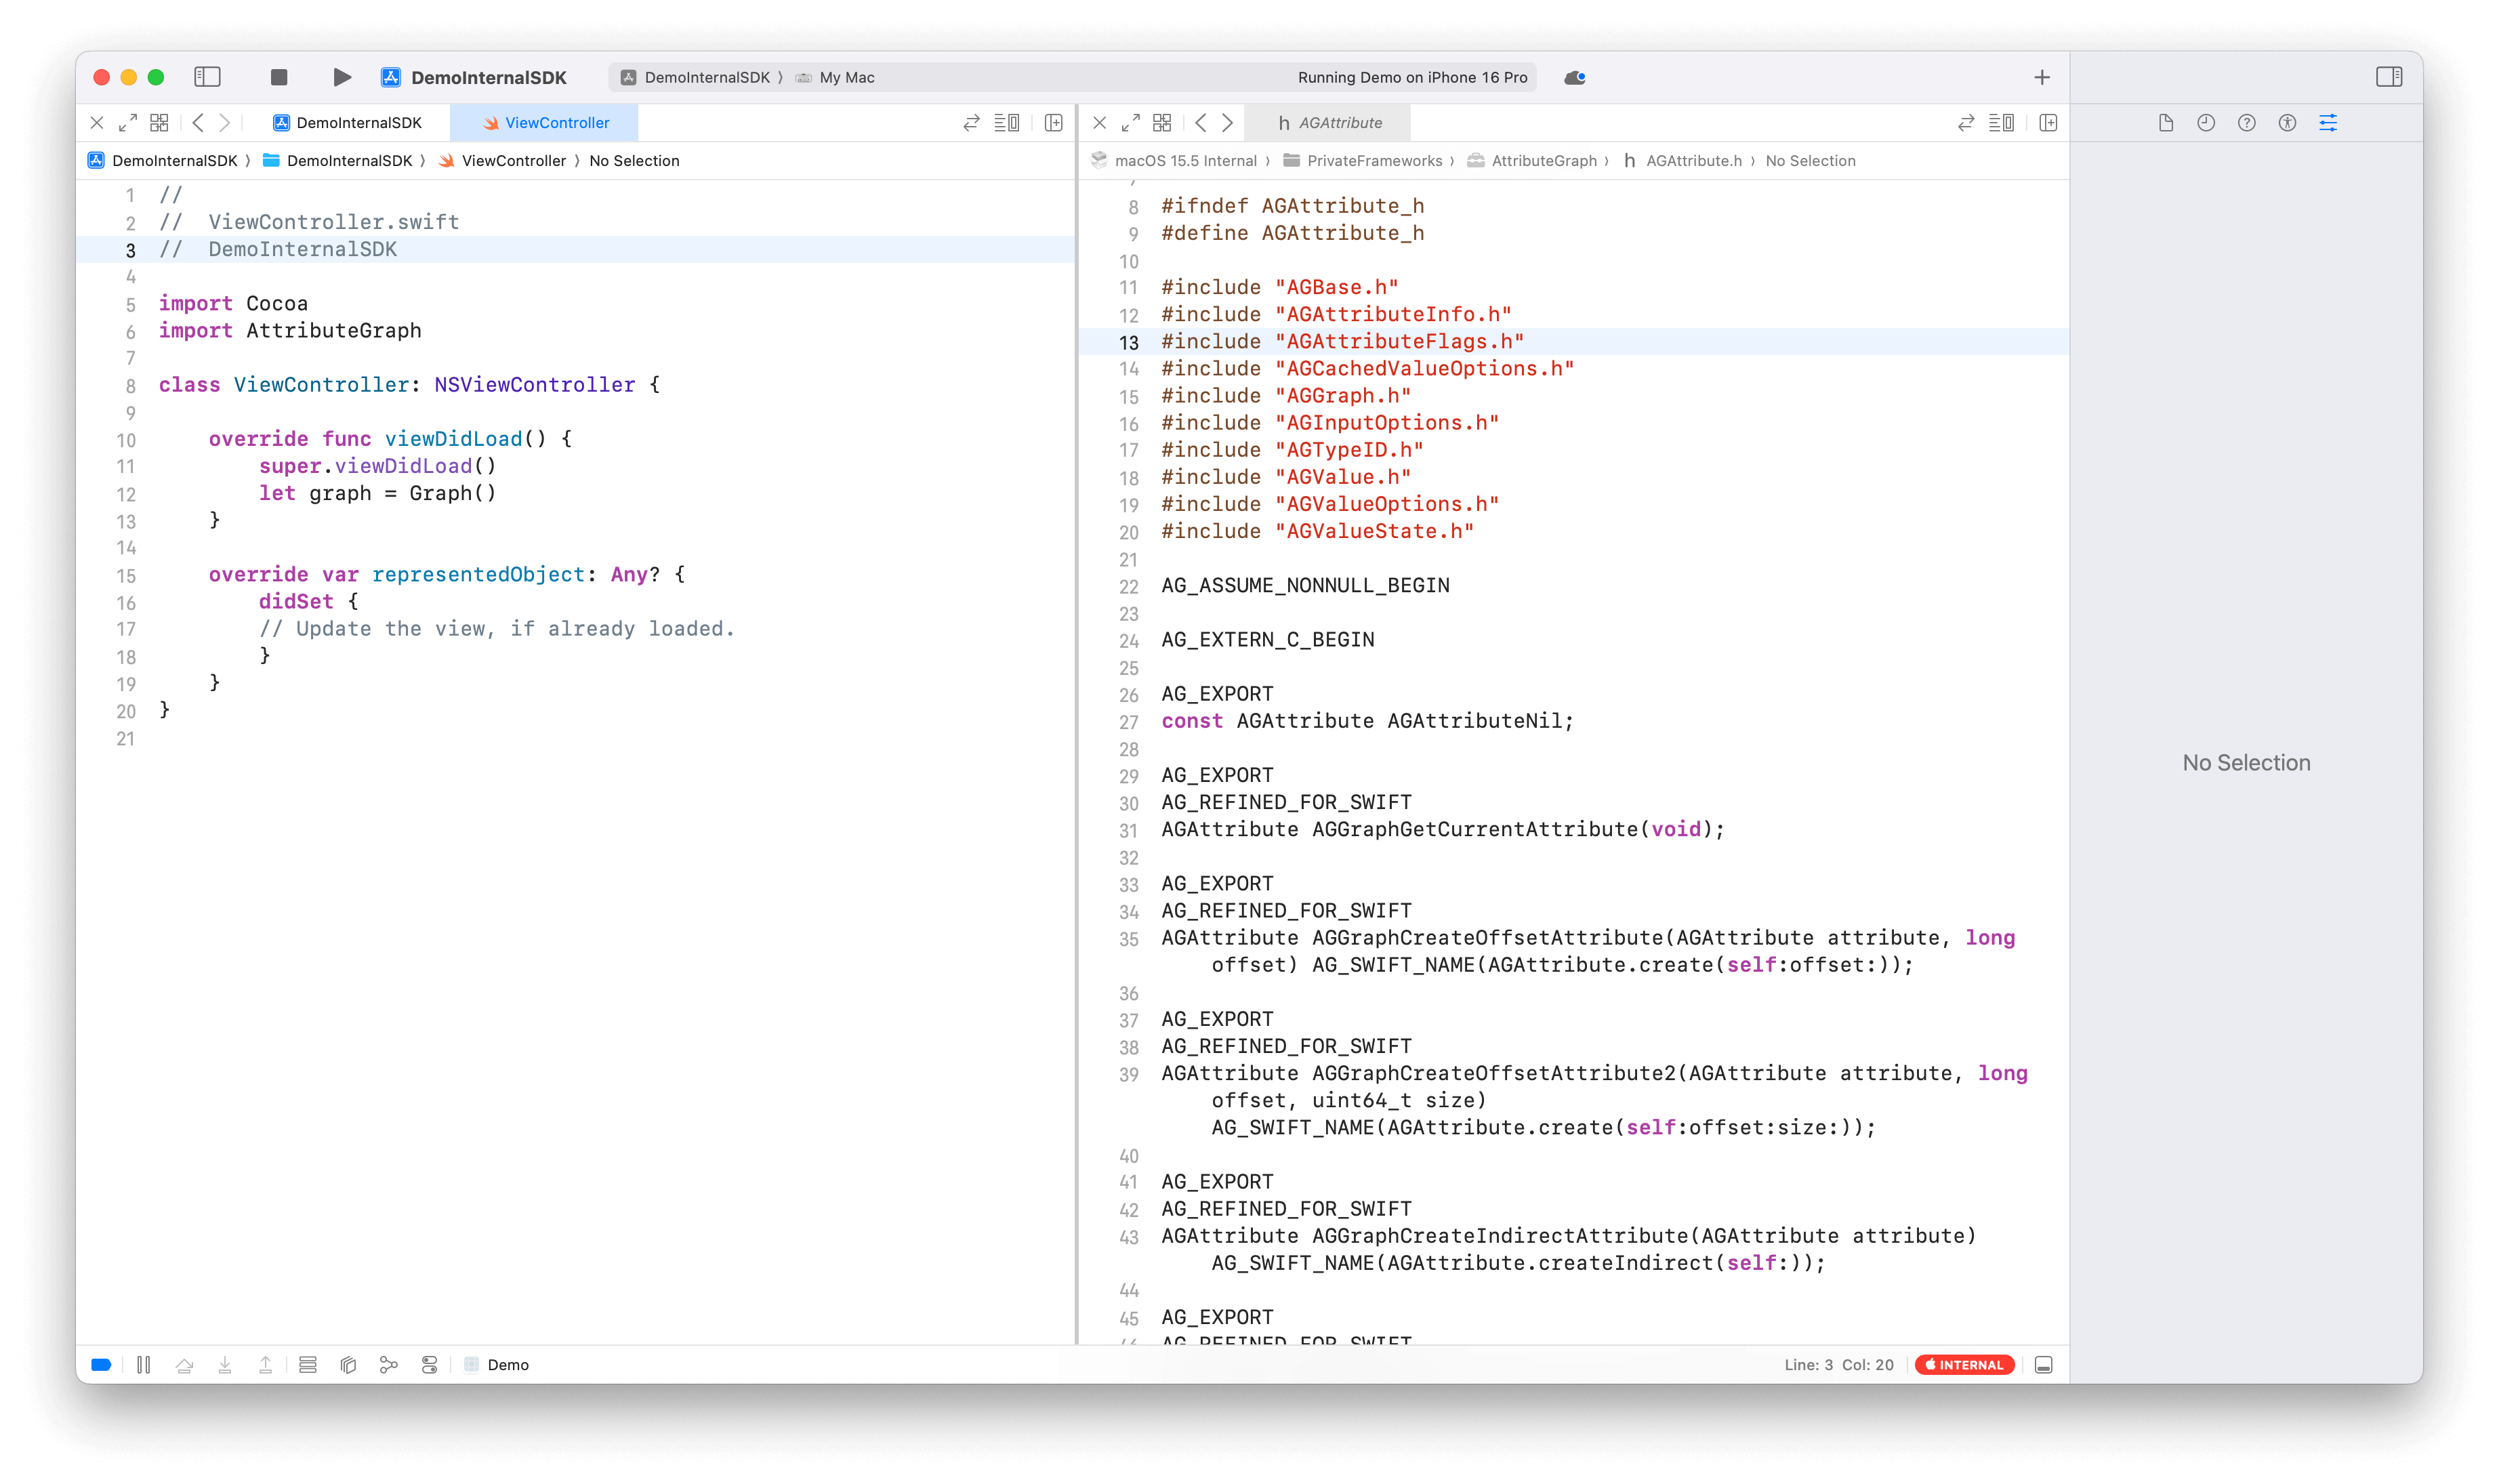 DemoInternalSDK
DemoInternalSDK 〉 My Mac
Running Demo on iPhone 16 Pro
DemoInternalSDK
ViewController
DemoInternalSDK 〉 DemoInternalSDK 〉 ViewController 〉 No Selection
1 //
2 //  ViewController.swift
3 //  DemoInternalSDK
4
5 import Cocoa
6 import AttributeGraph
7
8 class ViewController: NSViewController {
9
10     override func viewDidLoad() {
11         super.viewDidLoad()
12         let graph = Graph()
13     }
14
15     override var representedObject: Any? {
16         didSet {
17         // Update the view, if already loaded.
18         }
19     }
20 }
21
h AGAttribute
macOS 15.5 Internal 〉 PrivateFrameworks 〉 AttributeGraph 〉 h AGAttribute.h 〉 No Selection
8 #ifndef AGAttribute_h
9 #define AGAttribute_h
10
11 #include "AGBase.h"
12 #include "AGAttributeInfo.h"
13 #include "AGAttributeFlags.h"
14 #include "AGCachedValueOptions.h"
15 #include "AGGraph.h"
16 #include "AGInputOptions.h"
17 #include "AGTypeID.h"
18 #include "AGValue.h"
19 #include "AGValueOptions.h"
20 #include "AGValueState.h"
21
22 AG_ASSUME_NONNULL_BEGIN
23
24 AG_EXTERN_C_BEGIN
25
26 AG_EXPORT
27 const AGAttribute AGAttributeNil;
28
29 AG_EXPORT
30 AG_REFINED_FOR_SWIFT
31 AGAttribute AGGraphGetCurrentAttribute(void);
32
33 AG_EXPORT
34 AG_REFINED_FOR_SWIFT
35 AGAttribute AGGraphCreateOffsetAttribute(AGAttribute attribute, long
offset) AG_SWIFT_NAME(AGAttribute.create(self:offset:));
36
37 AG_EXPORT
38 AG_REFINED_FOR_SWIFT
39 AGAttribute AGGraphCreateOffsetAttribute2(AGAttribute attribute, long
offset, uint64_t size)
AG_SWIFT_NAME(AGAttribute.create(self:offset:size:));
40
41 AG_EXPORT
42 AG_REFINED_FOR_SWIFT
43 AGAttribute AGGraphCreateIndirectAttribute(AGAttribute attribute)
AG_SWIFT_NAME(AGAttribute.createIndirect(self:));
44
45 AG_EXPORT
AG_REFINED_FOR_SWIFT
No Selection
Demo
Line: 3 Col: 20
INTERNAL